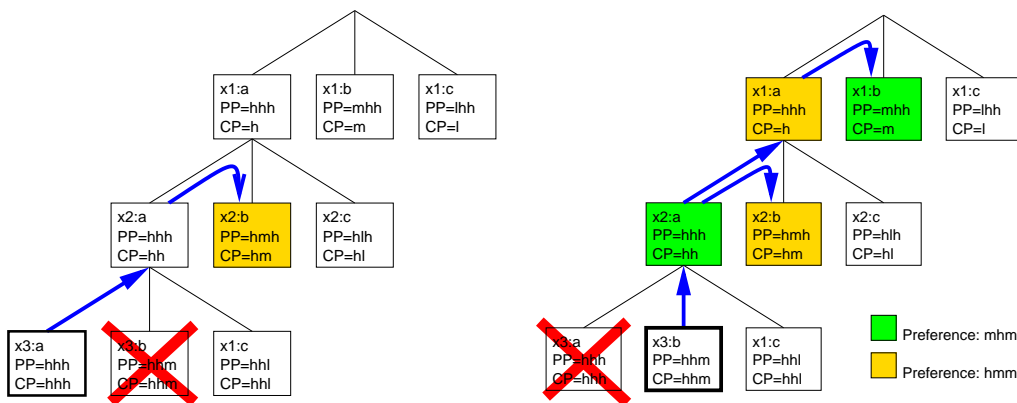 x1:a
PP=hhh
CP=h
x1:b
PP=mhh
CP=m
x1:c
PP=lhh
CP=l
x2:a
PP=hhh
CP=hh
x2:b
PP=hmh
CP=hm
x2:c
PP=hlh
CP=hl
x3:a
PP=hhh
CP=hhh
x3:b
PP=hhm
CP=hhm
x1:c
PP=hhl
CP=hhl
x1:a
PP=hhh
CP=h
x1:b
PP=mhh
CP=m
x1:c
PP=lhh
CP=l
x2:a
PP=hhh
CP=hh
x2:b
PP=hmh
CP=hm
x2:c
PP=hlh
CP=hl
x3:a
PP=hhh
CP=hhh
x3:b
PP=hhm
CP=hhm
x1:c
PP=hhl
CP=hhl
Preference: mhm
Preference: hmm